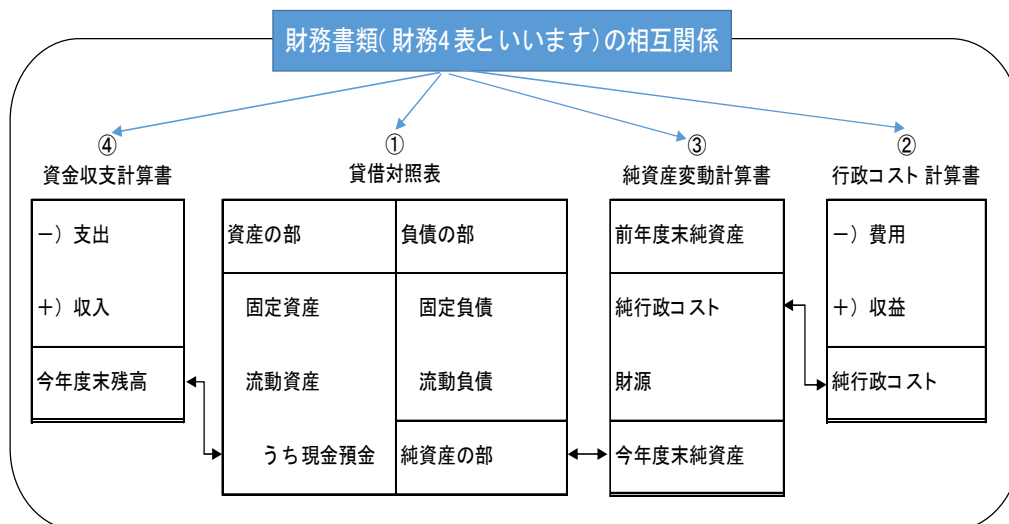 財務書類(財務4表といいます)の相互関係
④
資金収支計算書
－）支出
＋）収入
今年度末残高
①
貸借対照表
資産の部
固定資産
流動資産
うち現金預金
負債の部
固定負債
流動負債
純資産の部
③
純資産変動計算書
前年度末純資産
純行政コスト
財源
今年度末純資産
②
行政コスト計算書
－）費用
＋）収益
純行政コスト